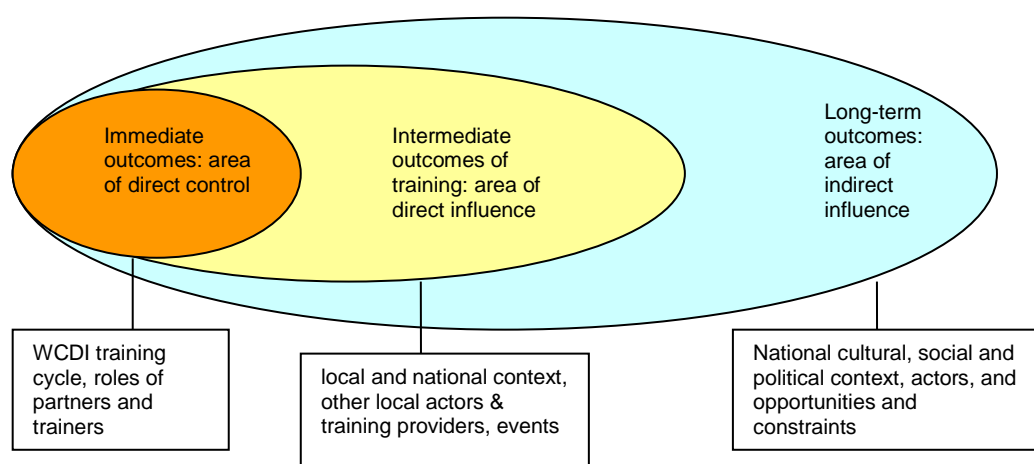 Immediate
outcomes: area
of direct control
Intermediate
outcomes of
training: area of
direct influence
Long-term
outcomes:
area of
indirect
influence
WCDI training
cycle, roles of
partners and
trainers
local and national context,
other local actors &
training providers, events
National cultural, social and
political context, actors, and
opportunities and
constraints